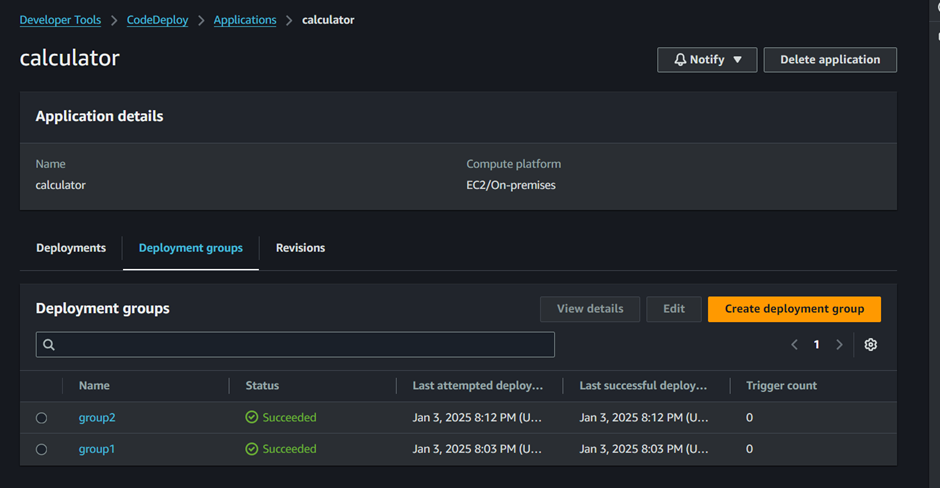 Developer Tools > CodeDeploy > Applications > calculator
calculator
Notify ▼ Delete application
Application details
Name Compute platform
calculator EC2/On-premises
Deployments Deployment groups Revisions
Deployment groups View details Edit Create deployment group
< 1 >
Name Status Last attempted deploy... Last successful deploy... Trigger count
group2 Succeeded Jan 3, 2025 8:12 PM (U... Jan 3, 2025 8:12 PM (U... 0
group1 Succeeded Jan 3, 2025 8:03 PM (U... Jan 3, 2025 8:03 PM (U... 0